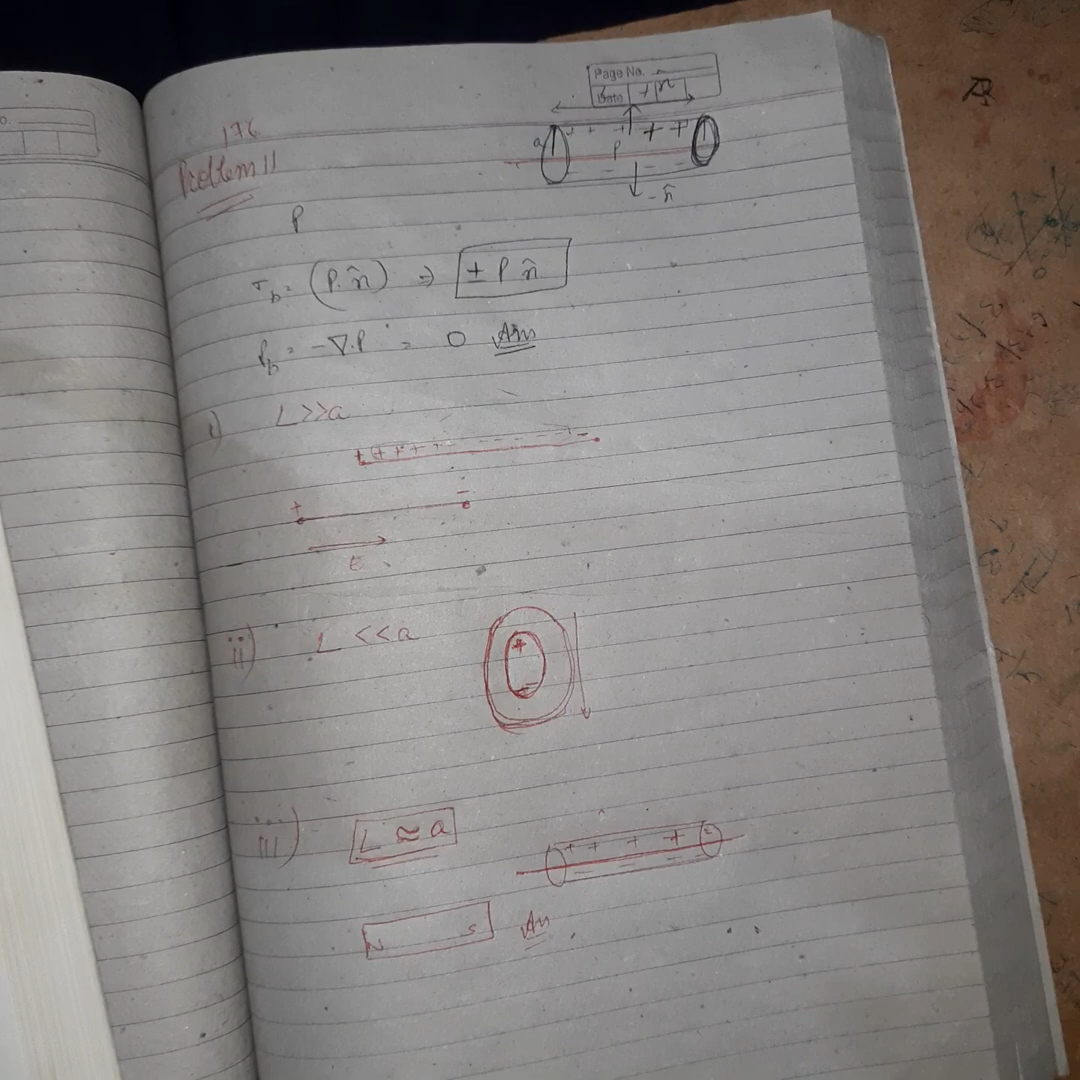 Page No.
Date
176
Problem 11
a + + + + + P
-n̂
P
σb = (P.n̂) ⇒ ± P n̂
ρb = -∇.P = 0 Ans
i) L>>a
+ + + + + - - - - -
+ -
E
ii) L <<a
+
-
iii) L ≈ a
+ + + +
N S Ans.